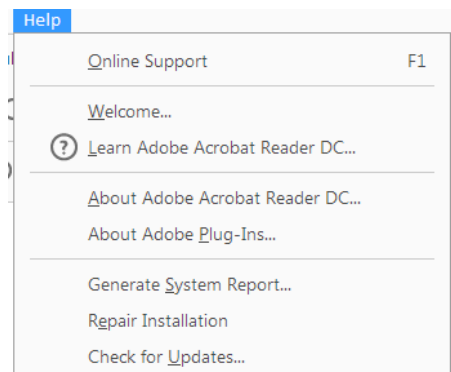 Help
Online Support F1
Welcome...
Learn Adobe Acrobat Reader DC...
About Adobe Acrobat Reader DC...
About Adobe Plug-Ins...
Generate System Report...
Repair Installation
Check for Updates...